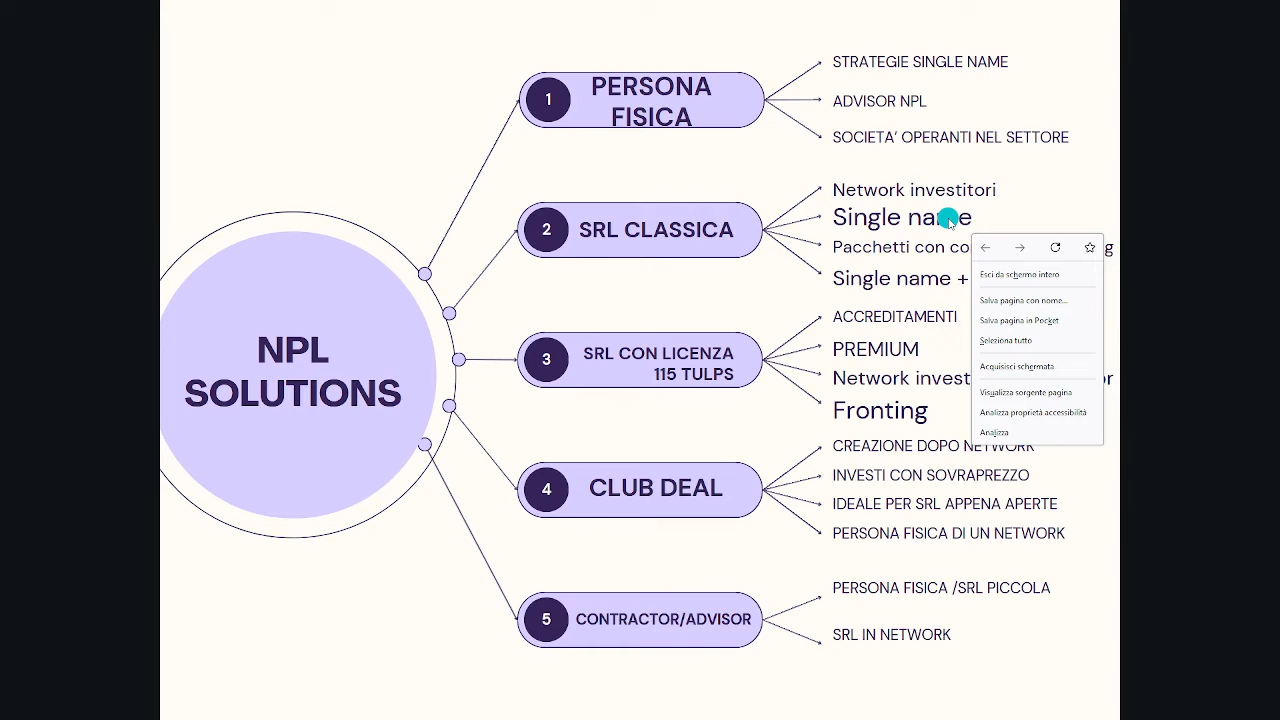 NPL
SOLUTIONS
1
PERSONA
FISICA
STRATEGIE SINGLE NAME
ADVISOR NPL
SOCIETA' OPERANTI NEL SETTORE
2
SRL CLASSICA
Network investitori
Single name
Pacchetti con
Single name +
3
SRL CON LICENZA
115 TULPS
ACCREDITAMENTI
PREMIUM
Network
Fronting
4
CLUB DEAL
CREAZIONE DOPO NETWORK
INVESTI CON SOVRAPREZZO
IDEALE PER SRL APPENA APERTE
PERSONA FISICA DI UN NETWORK
5
CONTRACTOR/ADVISOR
PERSONA FISICA /SRL PICCOLA
SRL IN NETWORK
Esci da schermo intero
Salva pagina con nome...
Salva pagina in Pocket
Seleziona tutto
Acquisisci schermata
Visualizza sorgente pagina
Analizza proprietà accessibilità
Analizza